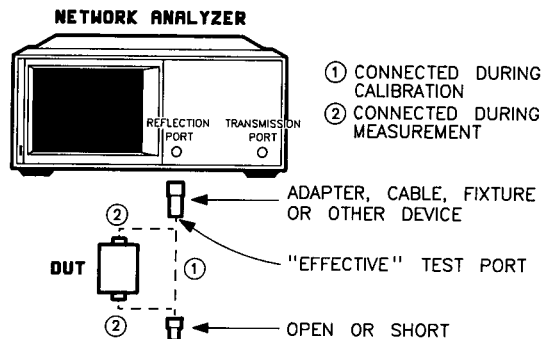 NETWORK ANALYZER
REFLECTION
PORT
TRANSMISSION
PORT
① CONNECTED DURING
CALIBRATION
② CONNECTED DURING
MEASUREMENT
ADAPTER, CABLE, FIXTURE
OR OTHER DEVICE
②
DUT
①
"EFFECTIVE" TEST PORT
②
OPEN OR SHORT